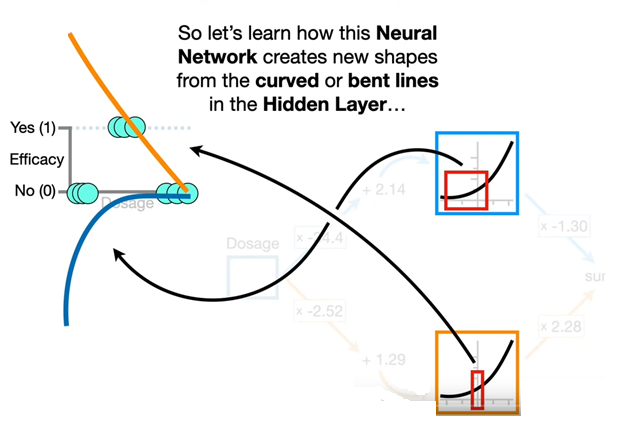 So let's learn how this Neural
Network creates new shapes
from the curved or bent lines
in the Hidden Layer...
Yes (1)
Efficacy
No (0)
Dosage
+ 2.14
Dosage
x -1.30
sum
x -2.52
x 2.28
+ 1.29